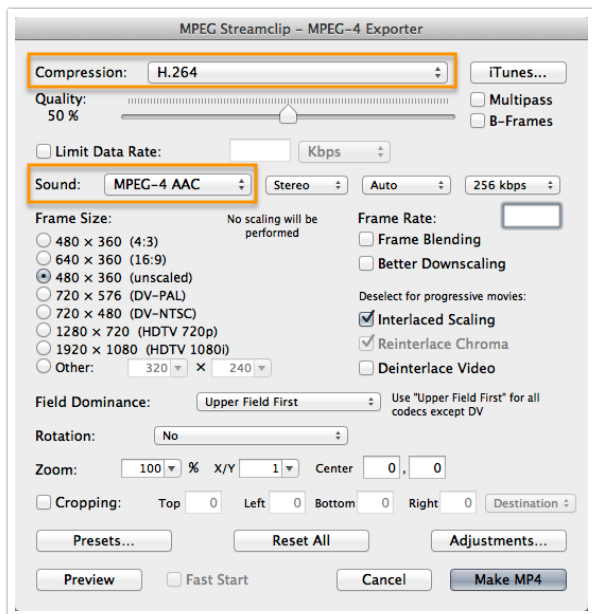 MPEG Streamclip – MPEG-4 Exporter
Compression: H.264 iTunes...
Quality: Multipass
50 % B-Frames
Limit Data Rate: Kbps
Sound: MPEG-4 AAC Stereo Auto 256 kbps
Frame Size: No scaling will be performed Frame Rate:
480 × 360 (4:3) Frame Blending
640 × 360 (16:9)
480 × 360 (unscaled) Better Downscaling
720 × 576 (DV-PAL) Deselect for progressive movies:
720 × 480 (DV-NTSC) Interlaced Scaling
1280 × 720 (HDTV 720p) Reinterlace Chroma
1920 × 1080 (HDTV 1080i)
Other: 320 × 240 Deinterlace Video
Field Dominance: Upper Field First Use "Upper Field First" for all codecs except DV
Rotation: No
Zoom: 100 % X/Y 1 Center 0 , 0
Cropping: Top 0 Left 0 Bottom 0 Right 0 Destination
Presets... Reset All Adjustments...
Preview Fast Start Cancel Make MP4